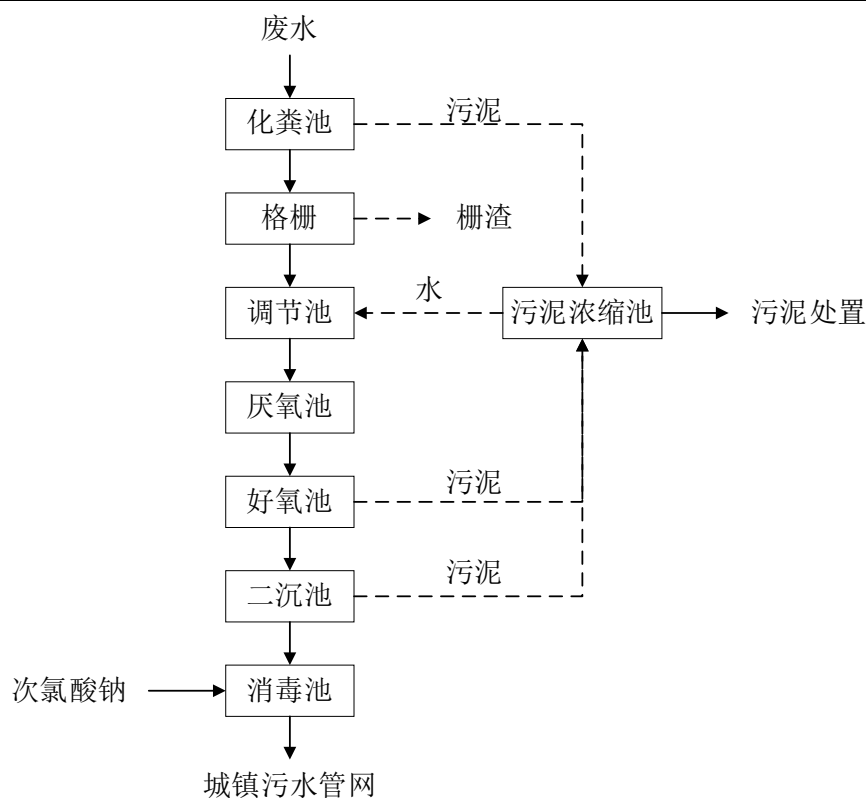 废水
化粪池
污泥
格栅
栅渣
调节池
水
污泥浓缩池
污泥处置
厌氧池
好氧池
污泥
二沉池
污泥
次氯酸钠
消毒池
城镇污水管网